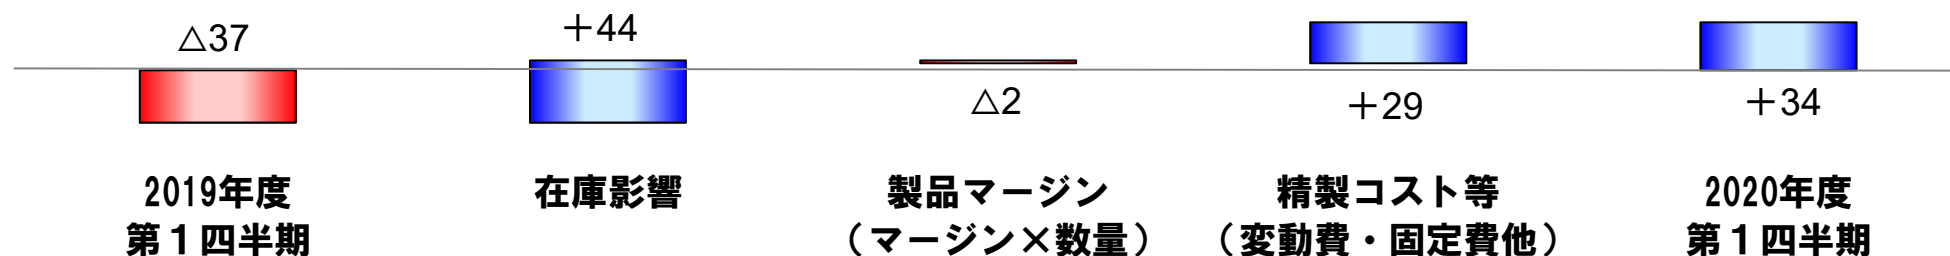 △37
＋44
△2
＋29
＋34
2019年度
第１四半期
在庫影響
製品マージン
（マージン×数量）
精製コスト等
（変動費・固定費他）
2020年度
第１四半期